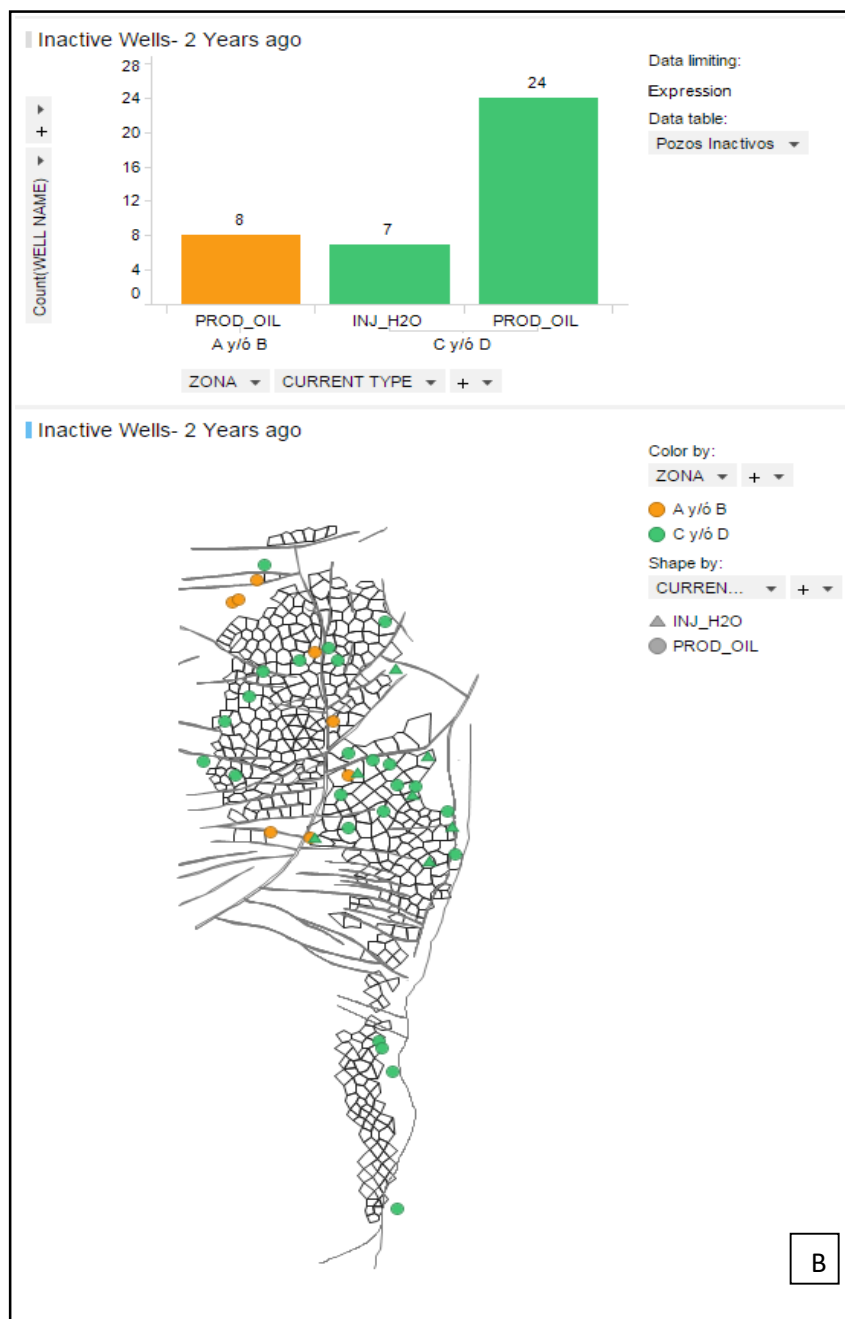 Inactive Wells- 2 Years ago
Data limiting:
Expression
Data table:
Pozos Inactivos
Count(WELL NAME)
+
28
24
20
16
12
8
4
0
8
7
24
PROD_OIL INJ_H2O PROD_OIL
A y/ó B C y/ó D
ZONA CURRENT TYPE +
Inactive Wells- 2 Years ago
Color by:
ZONA +
A y/ó B
C y/ó D
Shape by:
CURREN... +
INJ_H2O
PROD_OIL
B